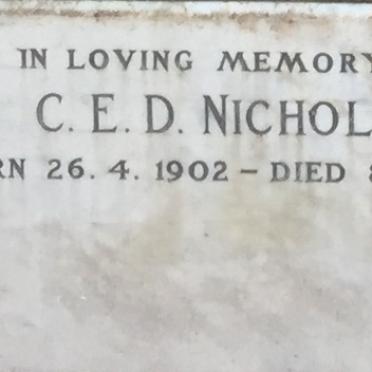 IN LOVING MEMORY
C. E. D. NICHOL
RN 26. 4. 1902 – DIED